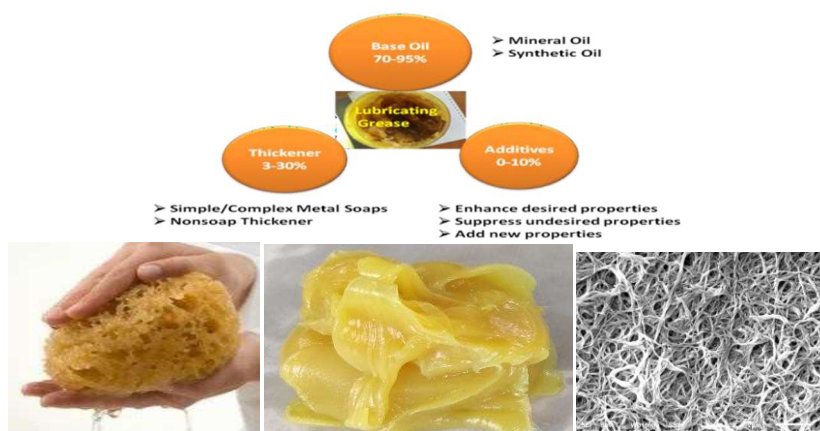 Base Oil
70-95%
➢ Mineral Oil
➢ Synthetic Oil
Lubricating
Grease
Thickener
3-30%
Additives
0-10%
➢ Simple/Complex Metal Soaps
➢ Nonsoap Thickener
➢ Enhance desired properties
➢ Suppress undesired properties
➢ Add new properties